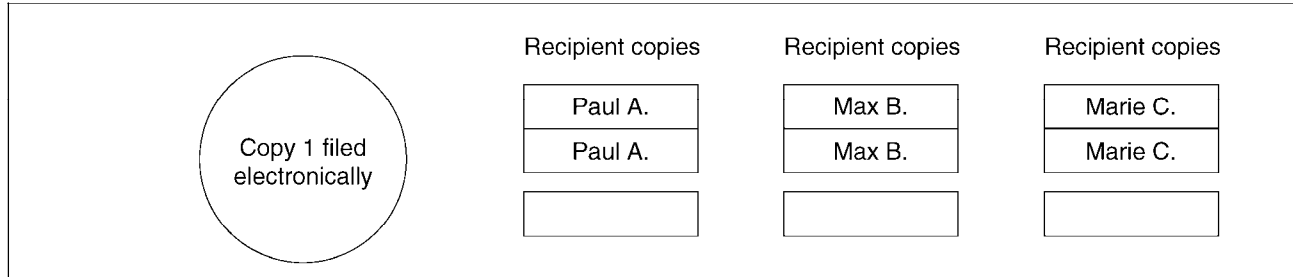 Copy 1 filed
electronically
Recipient copies
Paul A.
Paul A.
Recipient copies
Max B.
Max B.
Recipient copies
Marie C.
Marie C.